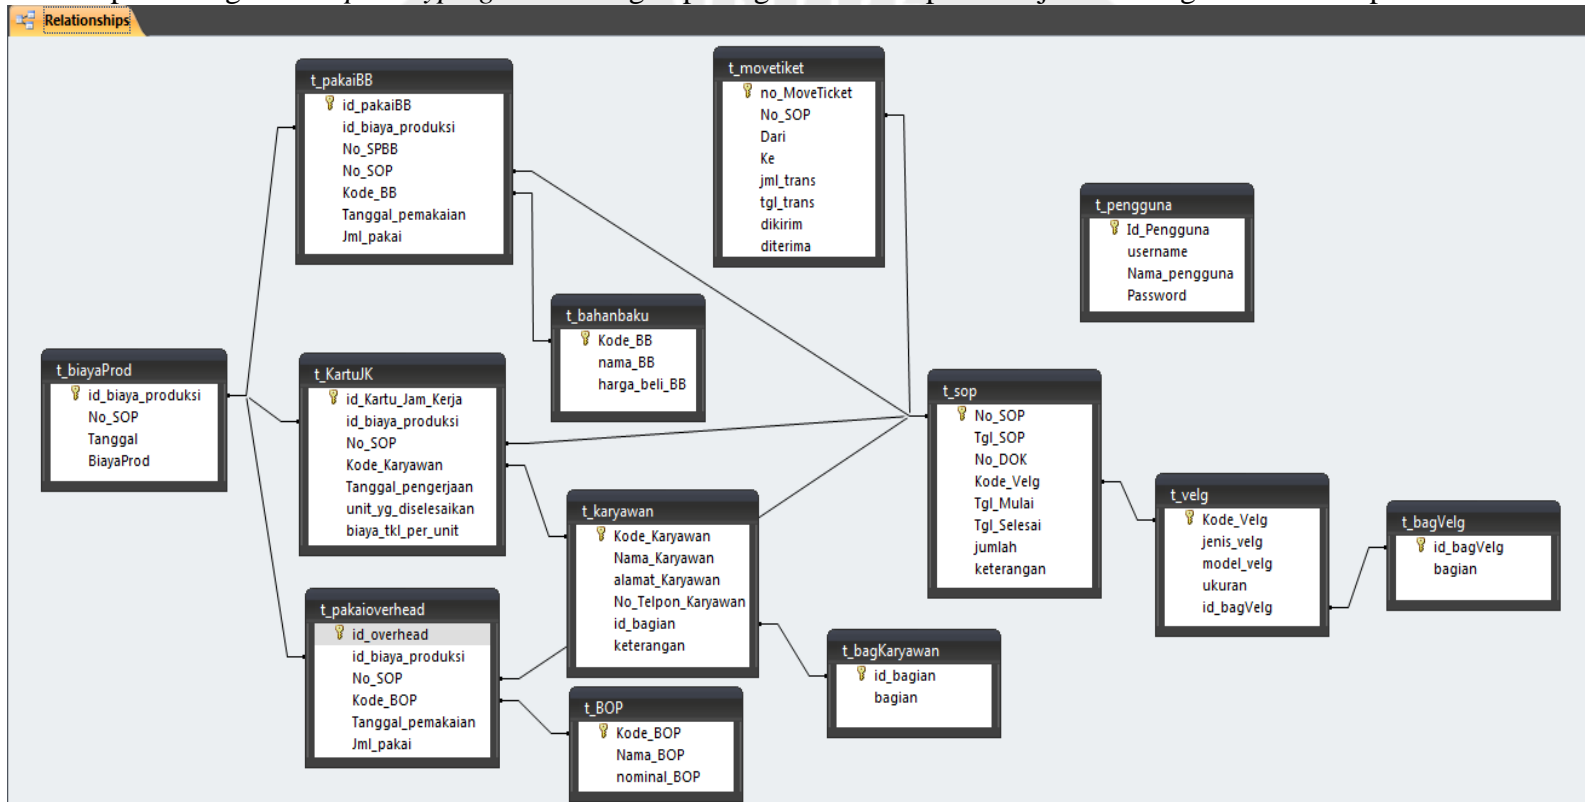 Relationships
t_pakaiBB
id_pakaiBB
id_biaya_produksi
No_SPBB
No_SOP
Kode_BB
Tanggal_pemakaian
Jml_pakai
t_movetiket
no_MoveTicket
No_SOP
Dari
Ke
jml_trans
tgl_trans
dikirim
diterima
t_pengguna
Id_Pengguna
username
Nama_pengguna
Password
t_bahanbaku
Kode_BB
nama_BB
harga_beli_BB
t_biayaProd
id_biaya_produksi
No_SOP
Tanggal
BiayaProd
t_KartuJK
id_Kartu_Jam_Kerja
id_biaya_produksi
No_SOP
Kode_Karyawan
Tanggal_pengerjaan
unit_yg_diselesaikan
biaya_tkl_per_unit
t_sop
No_SOP
Tgl_SOP
No_DOK
Kode_Velg
Tgl_Mulai
Tgl_Selesai
jumlah
keterangan
t_velg
Kode_Velg
jenis_velg
model_velg
ukuran
id_bagVelg
t_bagVelg
id_bagVelg
bagian
t_karyawan
Kode_Karyawan
Nama_Karyawan
alamat_Karyawan
No_Telpon_Karyawan
id_bagian
keterangan
t_pakaioverhead
id_overhead
id_biaya_produksi
No_SOP
Kode_BOP
Tanggal_pemakaian
Jml_pakai
t_bagKaryawan
id_bagian
bagian
t_BOP
Kode_BOP
Nama_BOP
nominal_BOP